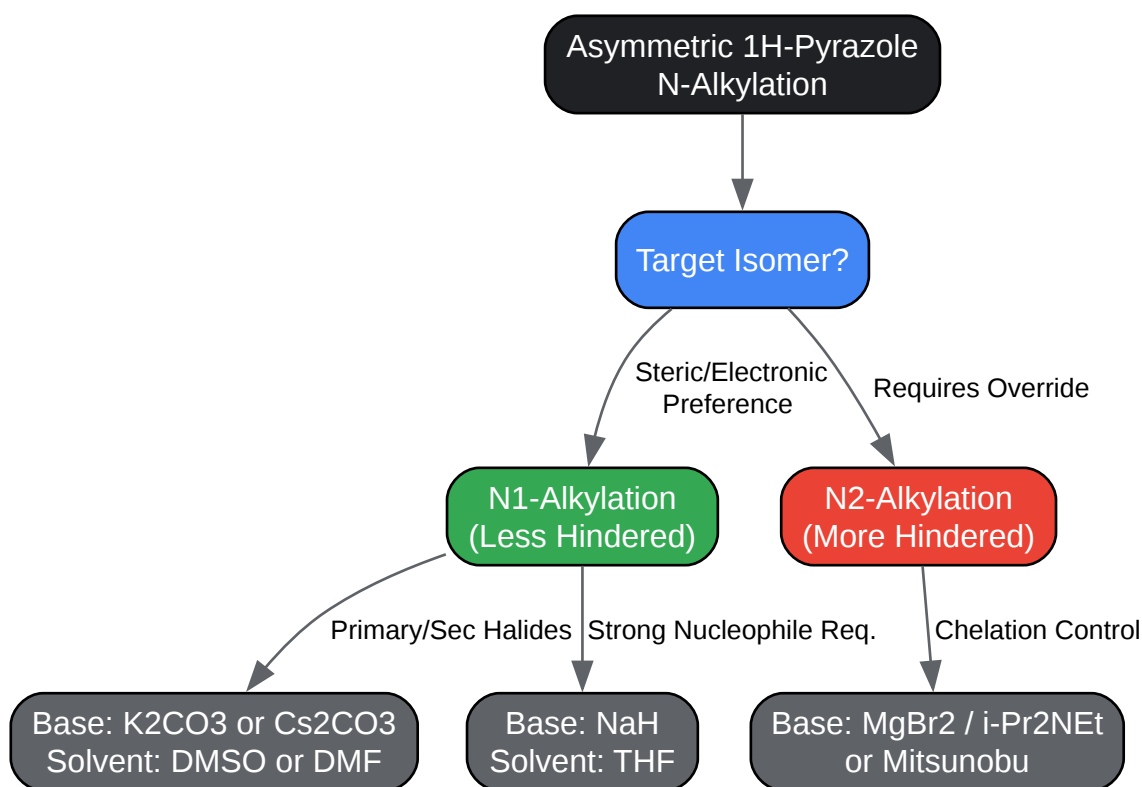 Asymmetric 1H-Pyrazole
N-Alkylation
Target Isomer?
Steric/Electronic
Preference
Requires Override
N1-Alkylation
(Less Hindered)
N2-Alkylation
(More Hindered)
Primary/Sec Halides
Strong Nucleophile Req.
Chelation Control
Base: K2CO3 or Cs2CO3
Solvent: DMSO or DMF
Base: NaH
Solvent: THF
Base: MgBr2 / i-Pr2NEt
or Mitsunobu